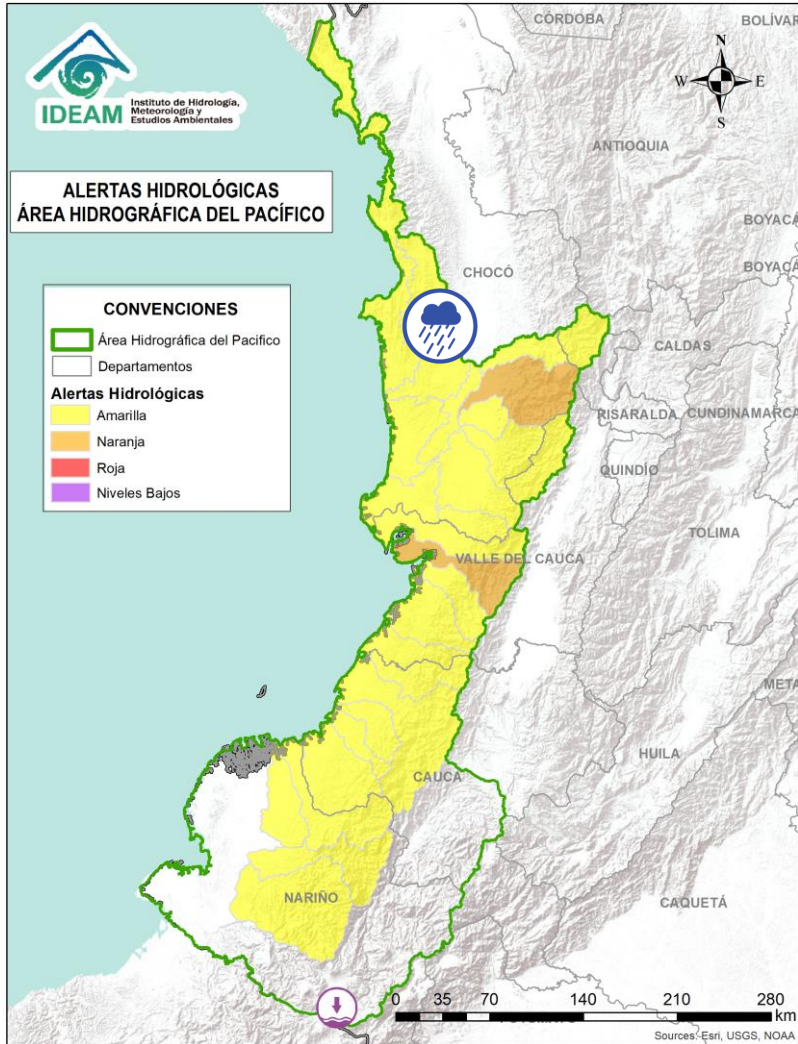 IDEAM
Instituto de Hidrología,
Meteorología y
Estudios Ambientales
ALERTAS HIDROLÓGICAS
ÁREA HIDROGRÁFICA DEL PACÍFICO
CONVENCIONES
Área Hidrográfica del Pacifico
Departamentos
Alertas Hidrológicas
Amarilla
Naranja
Roja
Niveles Bajos
N
W E
S
CÓRDOBA
BOLÍVAR
ANTIOQUIA
BOYACÁ
CHOCÓ
BOYACÁ
CALDAS
RISARALDA
CUNDINAMARCA
QUINDÍO
TOLIMA
VALLE DEL CAUCA
META
HUILA
CAUCA
NARIÑO
CAQUETÁ
0 35 70 140 210 280
km
Sources: Esri, USGS, NOAA